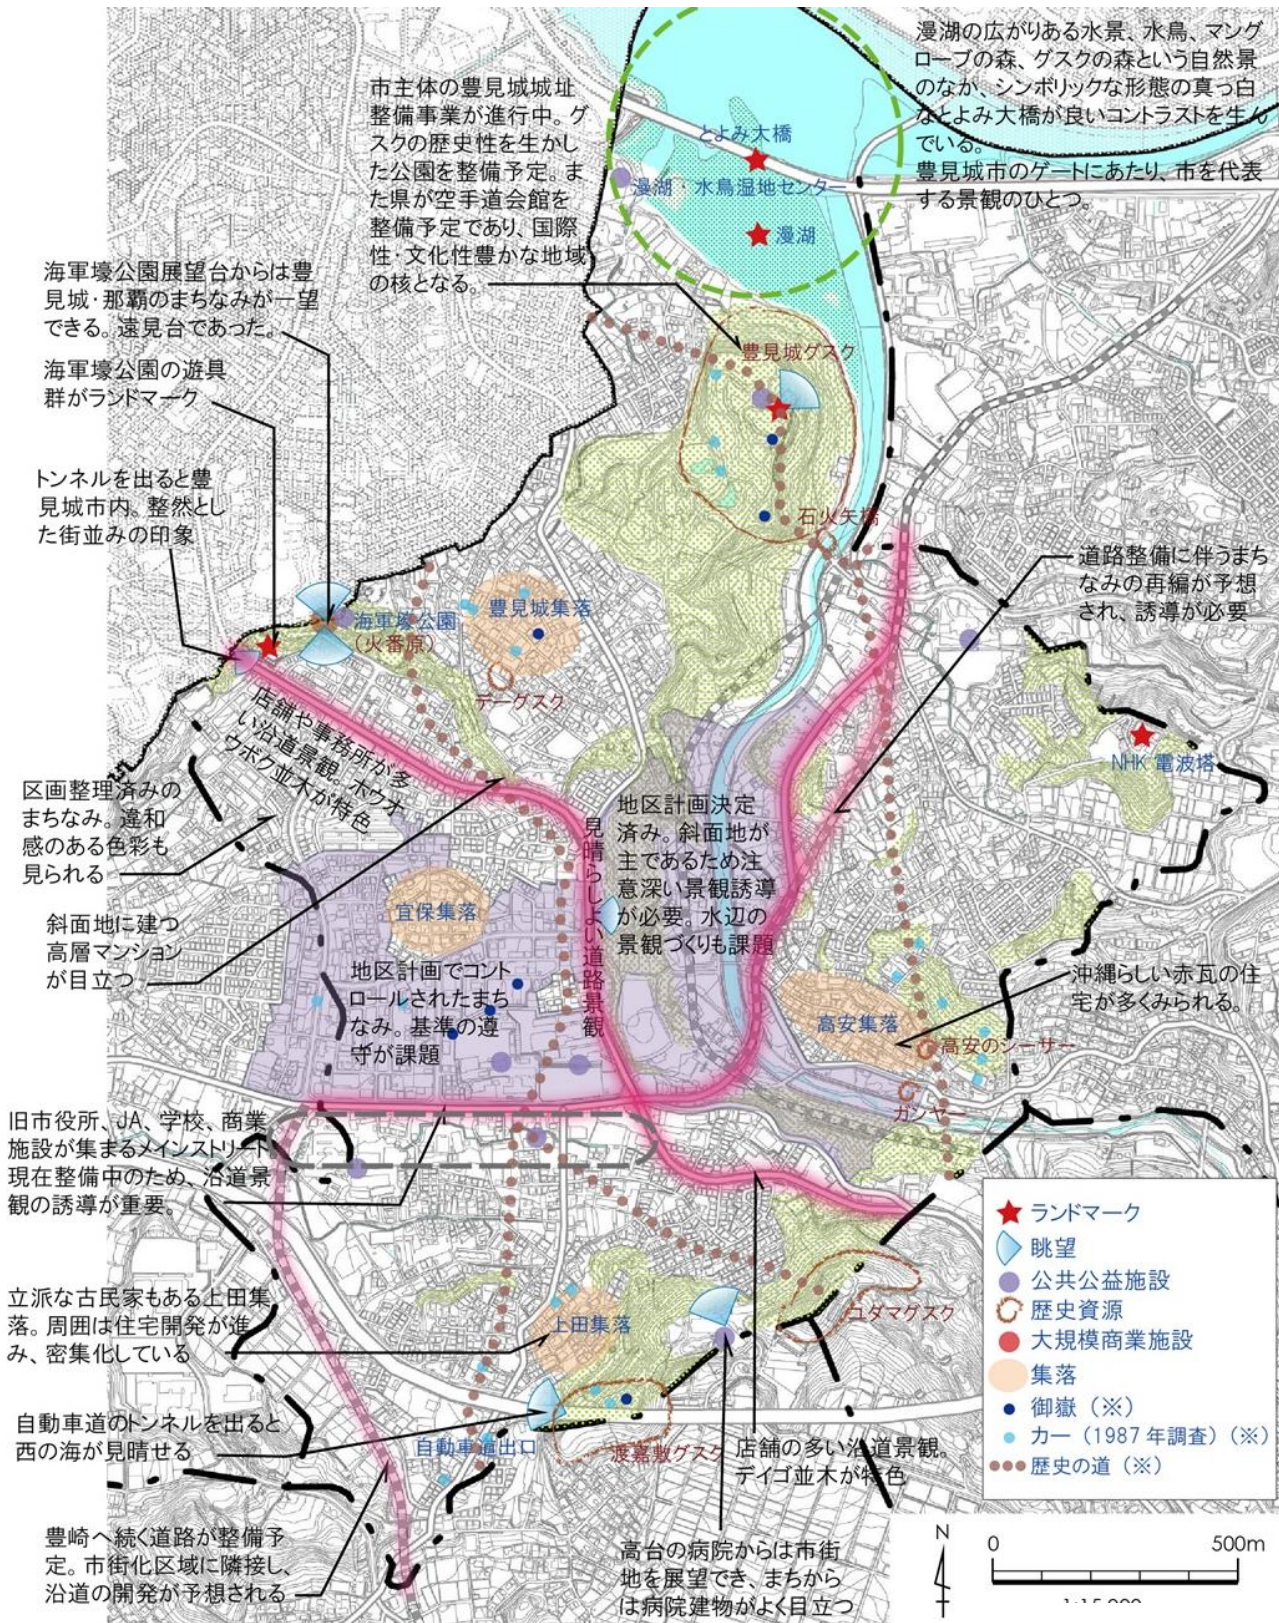 漫湖の広がりある水景、水鳥、マング
ローブの森、グスクの森という自然景
のなか、シンボリックな形態の真っ白
なとよみ大橋が良いコントラストを生ん
でいる。
豊見城市のゲートにあたり、市を代表
する景観のひとつ。
市主体の豊見城城址
整備事業が進行中。グ
スクの歴史性を生かし
た公園を整備予定。ま
た県が空手道会館を
整備予定であり、国際
性・文化性豊かな地域
の核となる。
とよみ大橋
漫湖・水鳥湿地センター
漫湖
海軍壕公園展望台からは豊
見城・那覇のまちなみが一望
できる。遠見台であった。
海軍壕公園の遊具
群がランドマーク
トンネルを出ると豊
見城市内。整然とし
た街並みの印象
豊見城グスク
石火矢橋
道路整備に伴うまち
なみの再編が予想
され、誘導が必要
豊見城集落
海軍壕公園
(火番原)
デーグスク
店舗や事務所が多
い沿道景観。ホウオ
ウボク並木が特色
NHK 電波塔
区画整理済みの
まちなみ。違和
感のある色彩も
見られる
見晴らしよい道路景観
地区計画決定
済み。斜面地が
主であるため注
意深い景観誘導
が必要。水辺の
景観づくりも課題
宜保集落
斜面地に建つ
高層マンション
が目立つ
地区計画でコント
ロールされたまち
なみ。基準の遵
守が課題
沖縄らしい赤瓦の住
宅が多くみられる。
高安集落
高安のシーサー
ガンヤー
旧市役所、JA、学校、商業
施設が集まるメインストリート
現在整備中のため、沿道景
観の誘導が重要。
立派な古民家もある上田集
落。周囲は住宅開発が進
み、密集化している
上田集落
ユダマグスク
自動車道のトンネルを出ると
西の海が見晴せる
自動車道出口
渡嘉敷グスク
店舗の多い沿道景観。
デイゴ並木が特色
豊崎へ続く道路が整備予
定。市街化区域に隣接し、
沿道の開発が予想される
高台の病院からは市街
地を展望でき、まちから
は病院建物がよく目立つ
ランドマーク
眺望
公共公益施設
歴史資源
大規模商業施設
集落
御嶽(※)
カー(1987年調査)(※)
歴史の道(※)
N
0
500m